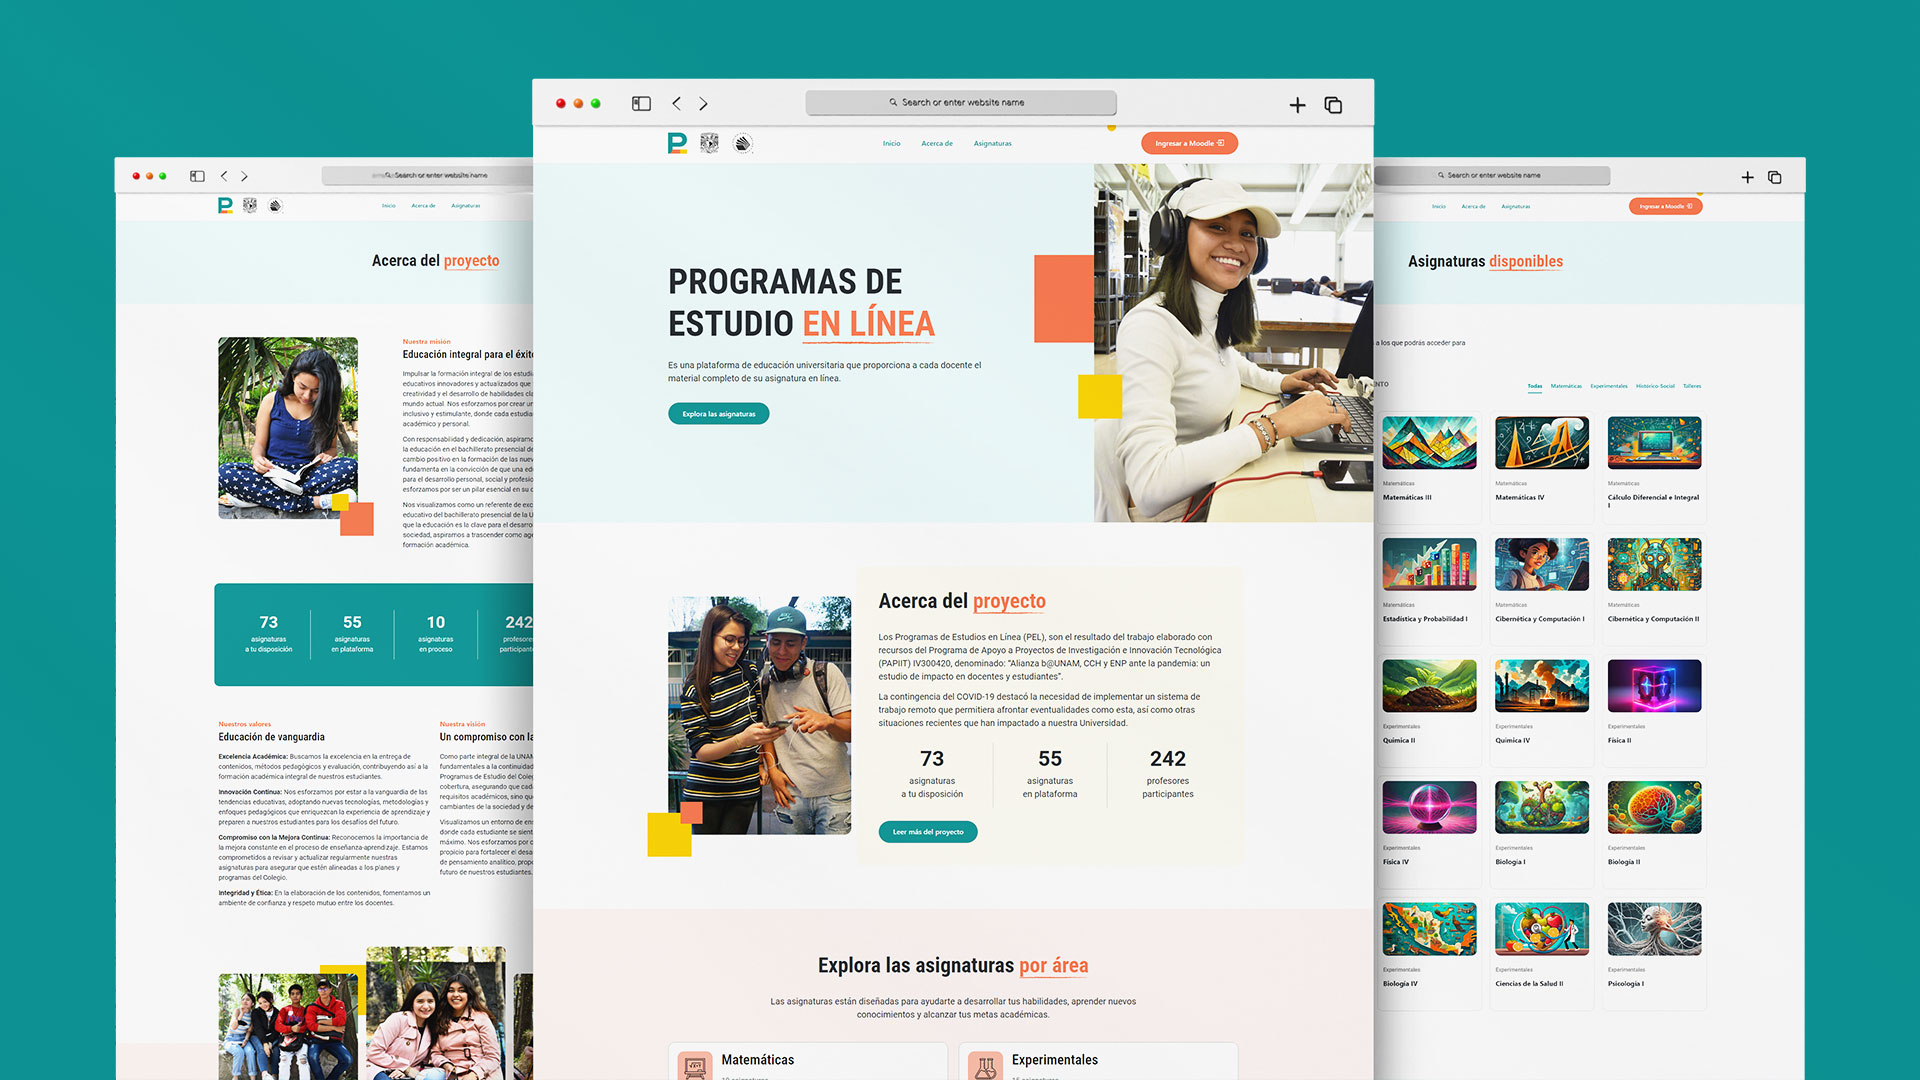 Search or enter website name
Inicio
Acerca de
Asignaturas
Ingresar a Moodle
PROGRAMAS DE
ESTUDIO EN LÍNEA
Es una plataforma de educación universitaria que proporciona a cada docente el
material completo de su asignatura en línea.
Explora las asignaturas
Acerca del proyecto
Los Programas de Estudios en Línea (PEL), son el resultado del trabajo elaborado con
recursos del Programa de Apoyo a Proyectos de Investigación e Innovación Tecnológica
(PAPIIT) IV300420, denominado: "Alianza b@UNAM, CCH y ENP ante la pandemia: un
estudio de impacto en docentes y estudiantes".
La contingencia del COVID-19 destacó la necesidad de implementar un sistema de
trabajo remoto que permitiera afrontar eventualidades como esta, así como otras
situaciones recientes que han impactado a nuestra Universidad.
73
asignaturas
a tu disposición
55
asignaturas
en plataforma
242
profesores
participantes
Leer más del proyecto
Explora las asignaturas por área
Las asignaturas están diseñadas para ayudarte a desarrollar tus habilidades, aprender nuevos
conocimientos y alcanzar tus metas académicas.
Matemáticas
Experimentales
Search or enter website name
Inicio
Acerca de
Asignaturas
Acerca del proyecto
Nuestra misión
Educación integral para el éxito
Impulsar la formación integral de los estudia
educativos innovadores y actualizados que
creatividad y el desarrollo de habilidades cla
mundo actual. Nos esforzamos por crear un
inclusivo y estimulante, donde cada estudia
académico y personal.
Con responsabilidad y dedicación, aspiramo
la educación en el bachillerato presencial de
cambio positivo en la formación de las nuev
fundamenta en la convicción de que una ed
para el desarrollo personal, social y profesio
esforzamos por ser un pilar esencial en su d
Nos visualizamos como un referente de exc
educativo del bachillerato presencial de la U
que la educación es la clave para el desarro
sociedad, aspiramos a trascender como age
formación académica.
73
asignaturas
a tu disposición
55
asignaturas
en plataforma
10
asignaturas
en proceso
242
profesores
participant
Nuestros valores
Educación de vanguardia
Excelencia Académica: Buscamos la excelencia en la entrega de
contenidos, métodos pedagógicos y evaluación, contribuyendo así a la
formación académica integral de nuestros estudiantes.
Innovación Continua: Nos esforzamos por estar a la vanguardia de las
tendencias educativas, adoptando nuevas tecnologías, metodologías y
enfoques pedagógicos que enriquezcan la experiencia de aprendizaje y
preparen a nuestros estudiantes para los desafíos del futuro.
Compromiso con la Mejora Continua: Reconocemos la importancia de
la mejora constante en el proceso de enseñanza-aprendizaje. Estamos
comprometidos a revisar y actualizar regularmente nuestras
asignaturas para asegurar que estén alineadas a los planes y
programas del Colegio.
Integridad y Ética: En la elaboración de los contenidos, fomentamos un
ambiente de confianza y respeto mutuo entre los docentes.
Nuestra visión
Un compromiso con la
Como parte integral de la UNAM
fundamentales a la continuidad
Programas de Estudio del Coleg
cobertura, asegurando que cada
requisitos académicos, sino que
cambiantes de la sociedad y de
Visualizamos un entorno de ens
donde cada estudiante se sient
máximo. Nos esforzamos por c
propicio para fortalecer el desa
de pensamiento analítico, propo
futuro de nuestros estudiantes.
Search or enter website name
Inicio
Acerca de
Asignaturas
Ingresar a Moodle
Asignaturas disponibles
a los que podrás acceder para
ENTO
Todas
Matemáticas
Experimentales
Histórico Social
Talleres
Matemáticas
Matemáticas III
Matemáticas
Matemáticas IV
Matemáticas
Cálculo Diferencial e Integral
I
Matemáticas
Estadística y Probabilidad I
Matemáticas
Cibernética y Computación I
Matemáticas
Cibernética y Computación II
Experimentales
Química II
Experimentales
Química IV
Experimentales
Física II
Experimentales
Física IV
Experimentales
Biología I
Experimentales
Biología II
Experimentales
Biología IV
Experimentales
Ciencias de la Salud II
Experimentales
Psicología I